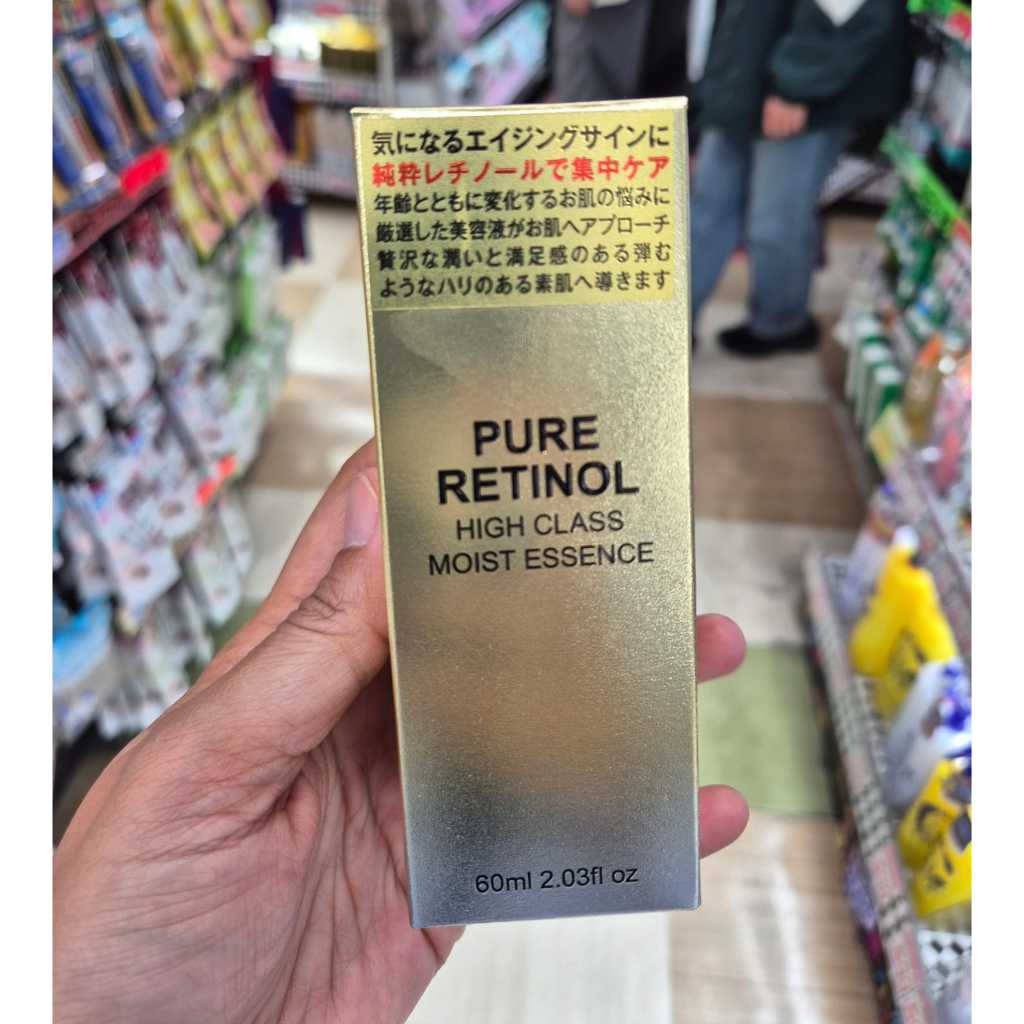 気になるエイジングサインに
純粋レチノールで集中ケア
年齢とともに変化するお肌の悩みに
厳選した美容液がお肌へアプローチ
贅沢な潤いと満足感のある弾む
ようなハリのある素肌へ導きます
PURE
RETINOL
HIGH CLASS
MOIST ESSENCE
60ml 2.03fl oz